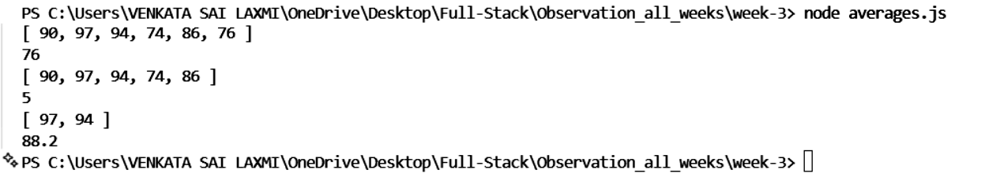 PS C:\Users\VENKATA SAI LAXMI\OneDrive\Desktop\Full-Stack\Observation_all_weeks\week-3> node averages.js
[ 90, 97, 94, 74, 86, 76 ]
76
[ 90, 97, 94, 74, 86 ]
5
[ 97, 94 ]
88.2
PS C:\Users\VENKATA SAI LAXMI\OneDrive\Desktop\Full-Stack\Observation_all_weeks\week-3>